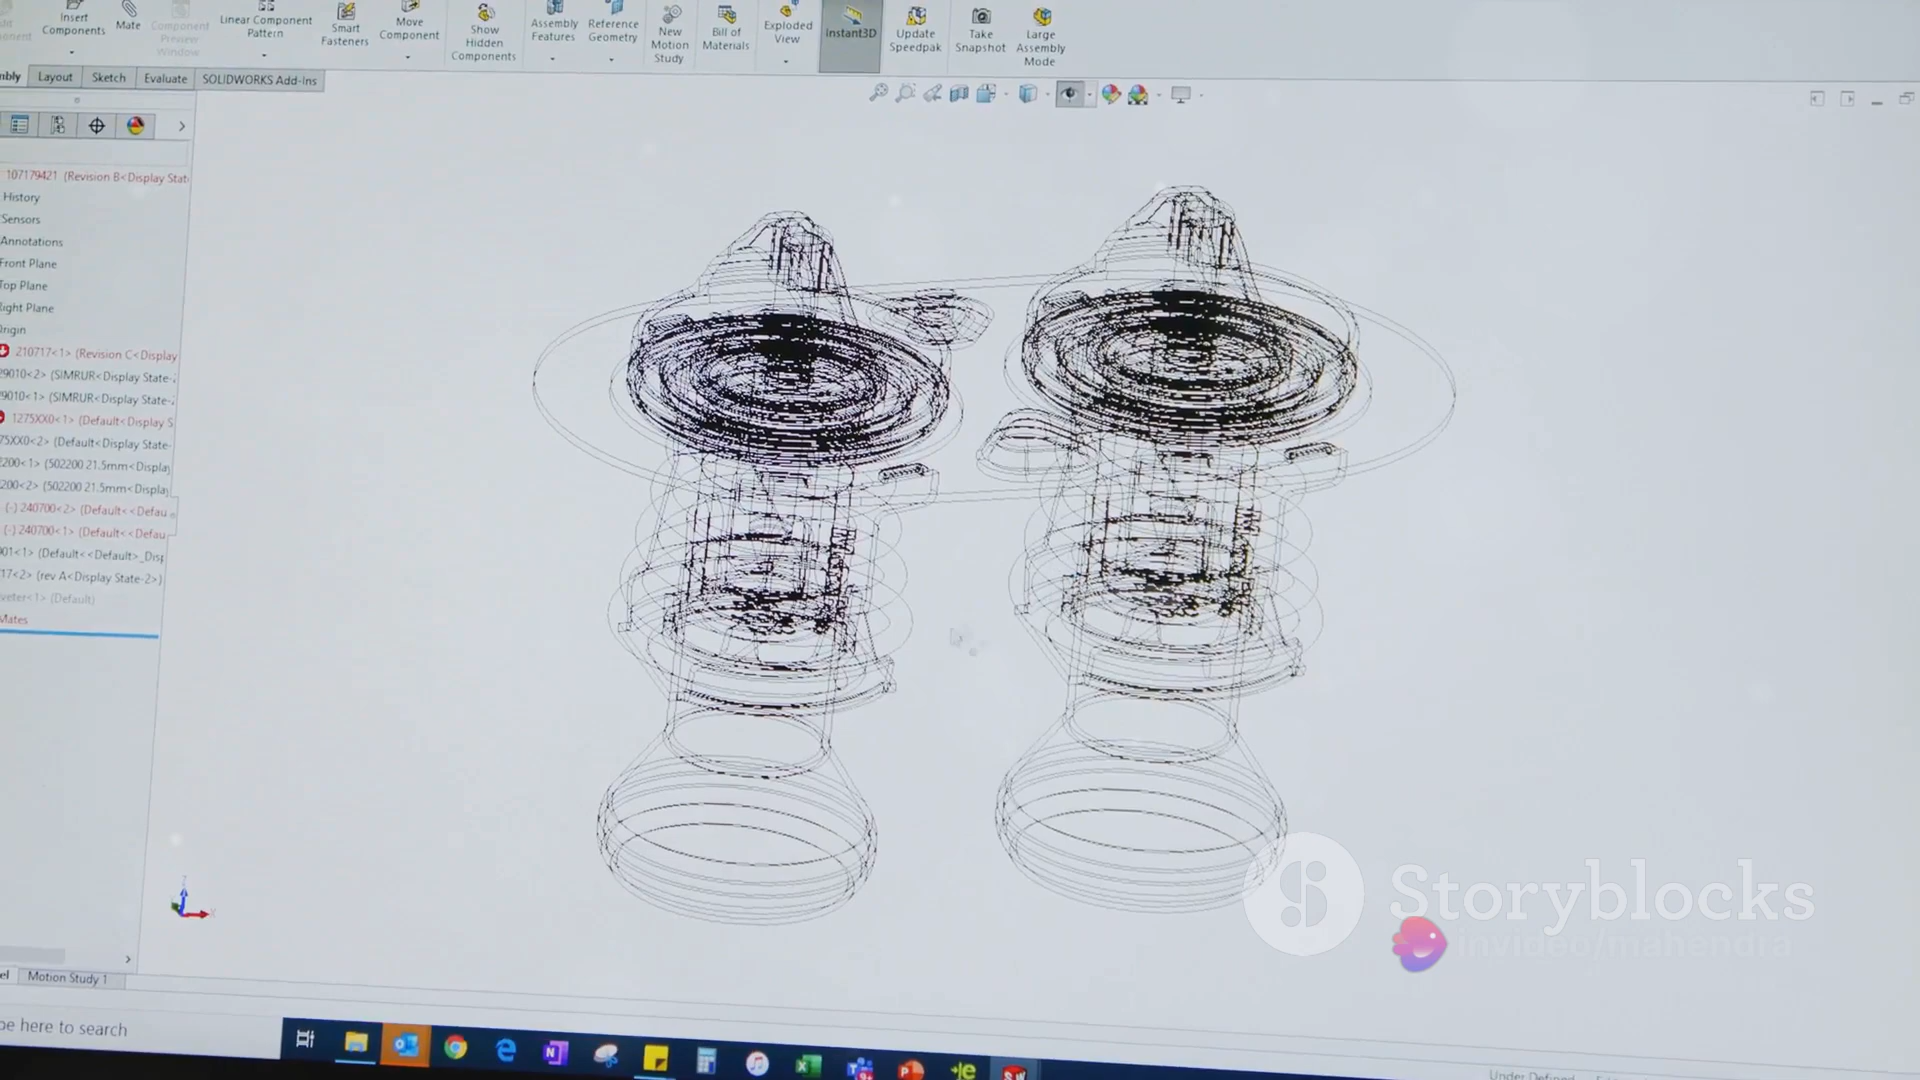 Insert Components
Mate
Component Preview Window
Linear Component Pattern
Smart Fasteners
Move Component
Show Hidden Components
Assembly Features
Reference Geometry
New Motion Study
Bill of Materials
Exploded View
Instant3D
Update Speedpak
Take Snapshot
Large Assembly Mode
mbly
Layout
Sketch
Evaluate
SOLIDWORKS Add-Ins
107179421 (Revision B<Display Stat
History
Sensors
Annotations
Front Plane
Top Plane
Right Plane
Origin
210717<1> (Revision C<Display
29010<2> (SIMRUR<Display State-
29010<1> (SIMRUR<Display State-
1275XX0<1> (Default<Display S
75XX0<2> (Default<Display State-
200<1> (502200 21.5mm<Display
200<2> (502200 21.5mm<Display
(-) 240700<2> (Default<<Defau
(-) 240700<1> (Default<<Defau
01<1> (Default<<Default>_Disp
17<2> (rev A<Display State-2>)
veter<1> (Default)
Mates
Z
X
Storyblocks
invideo/mahendra
el
Motion Study 1
pe here to search
Under Defined